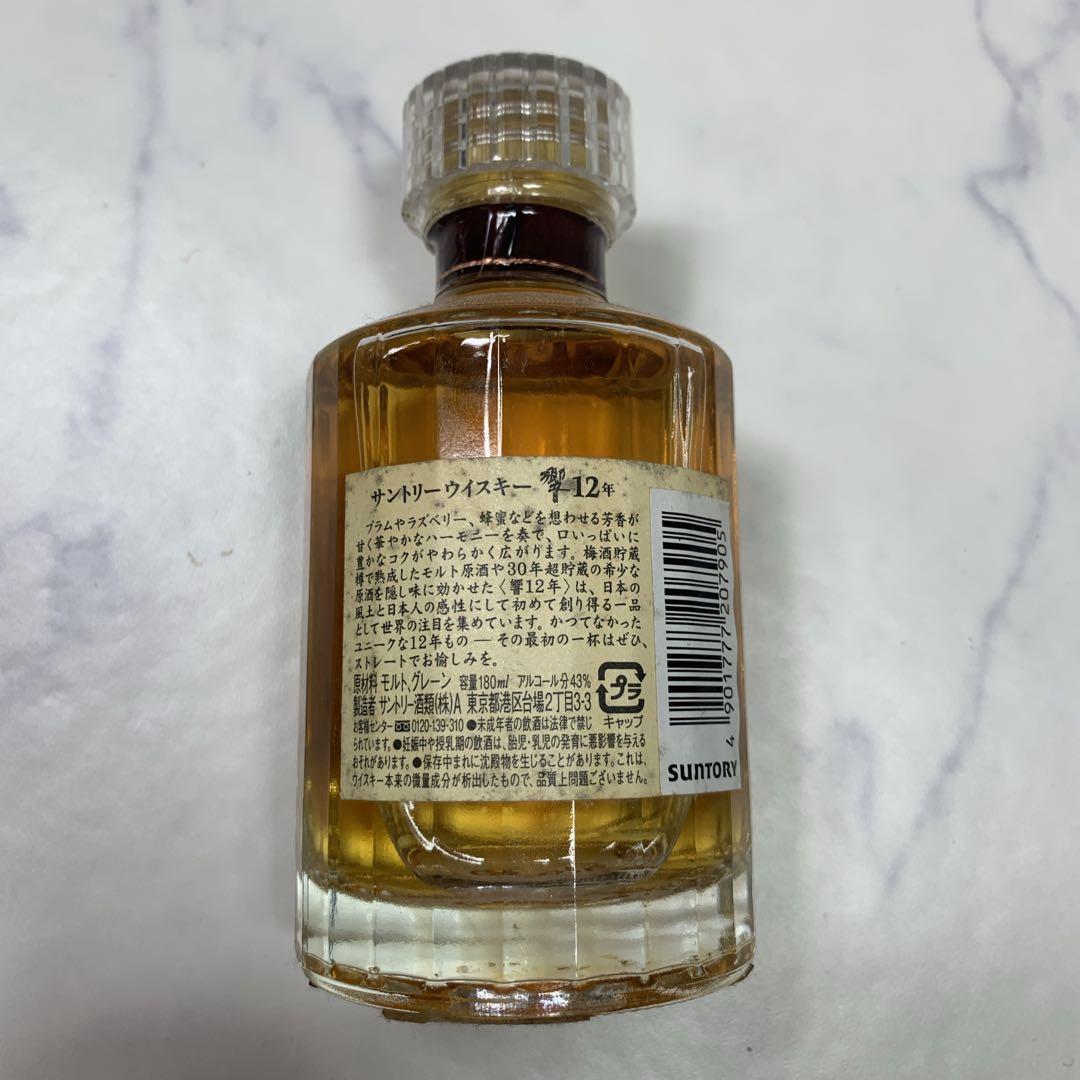 サントリーウイスキー 響 12年
プラムやラズベリー、蜂蜜などを想わせる芳香が
甘く華やかなハーモニーを奏で、口いっぱいに
豊かなコクがやわらかく広がります。梅酒貯蔵
樽で熟成したモルト原酒や30年超貯蔵の希少な
原酒を隠し味に効かせた〈響12年〉は、日本の
風土と日本人の感性にして初めて創り得る一品
として世界の注目を集めています。かつてなかった
ユニークな12年もの ― その最初の一杯はぜひ、
ストレートでお愉しみを。
原材料 モルト、グレーン 容量180ml アルコール分43%
製造者 サントリー酒類(株)A 東京都港区台場2丁目3-3
プラ
キャップ
お客様センター 0120-139-310 ●未成年者の飲酒は法律で禁じ
られています。●妊娠中や授乳期の飲酒は、胎児・乳児の発育に悪影響を与える
おそれがあります。●保存中まれに沈殿物を生じることがあります。これは、
ウイスキー本来の微量成分が析出したもので、品質上問題ございません。
4 901777 207905
SUNTORY